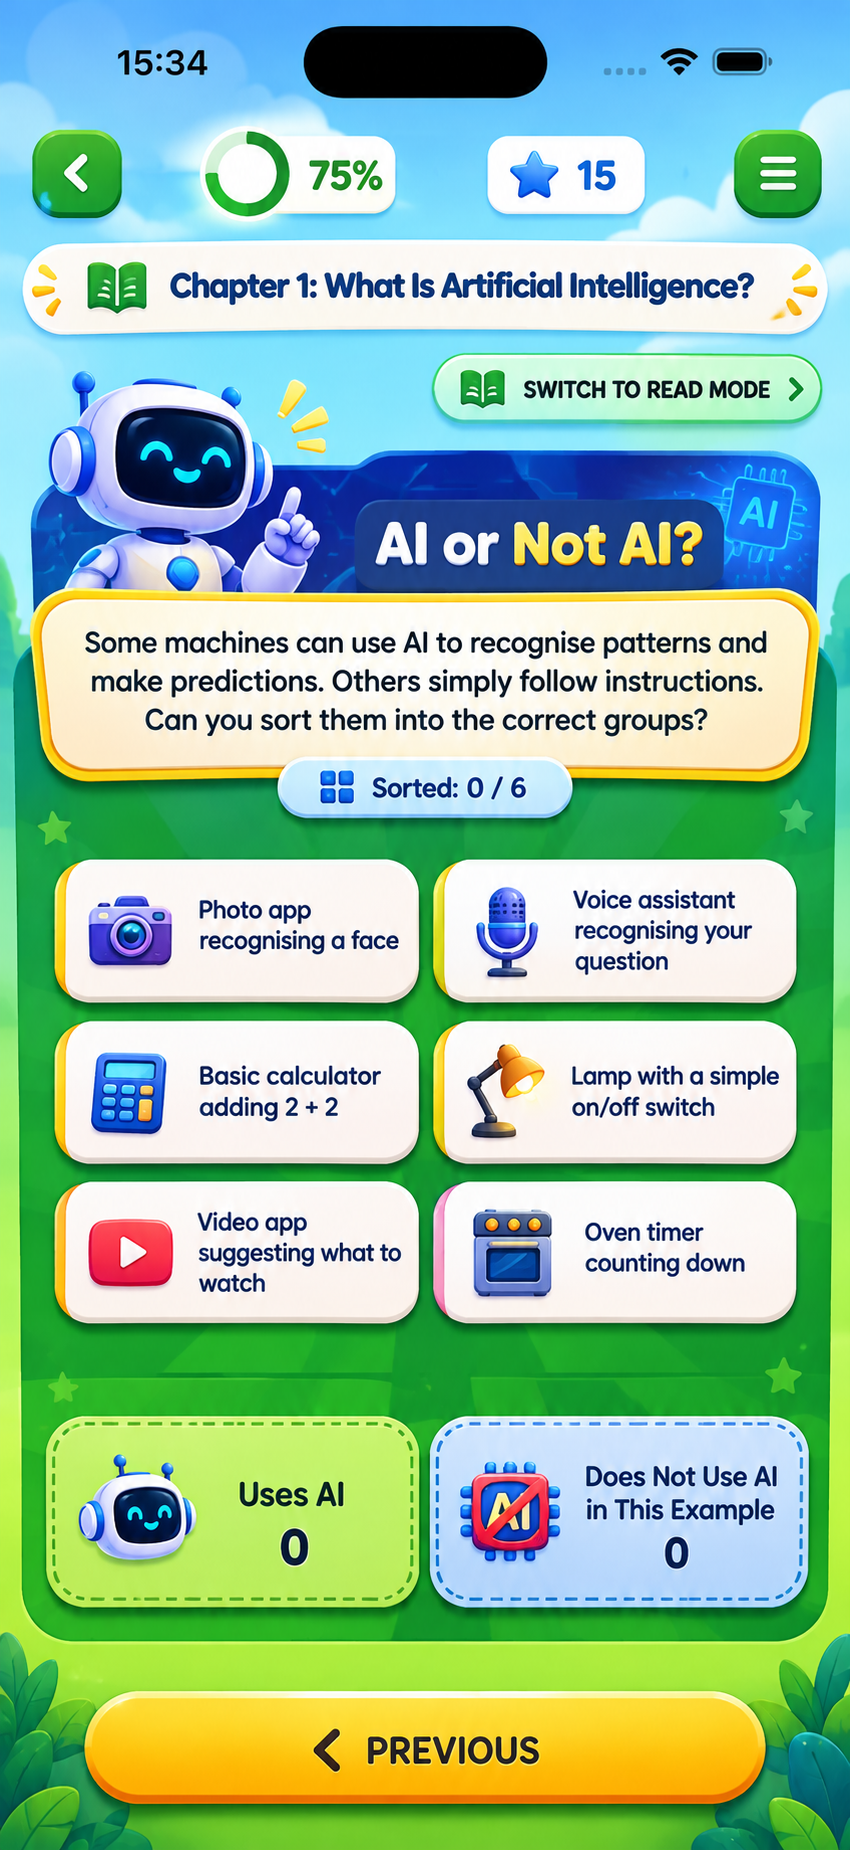 15:34
75%
15
Chapter 1: What Is Artificial Intelligence?
SWITCH TO READ MODE
AI or Not AI?
AI
Some machines can use AI to recognise patterns and
make predictions. Others simply follow instructions.
Can you sort them into the correct groups?
Sorted: 0 / 6
Photo app
recognising a face
Voice assistant
recognising your
question
Basic calculator
adding 2 + 2
Lamp with a simple
on/off switch
Video app
suggesting what to
watch
Oven timer
counting down
Uses AI
0
AI
Does Not Use AI
in This Example
0
PREVIOUS